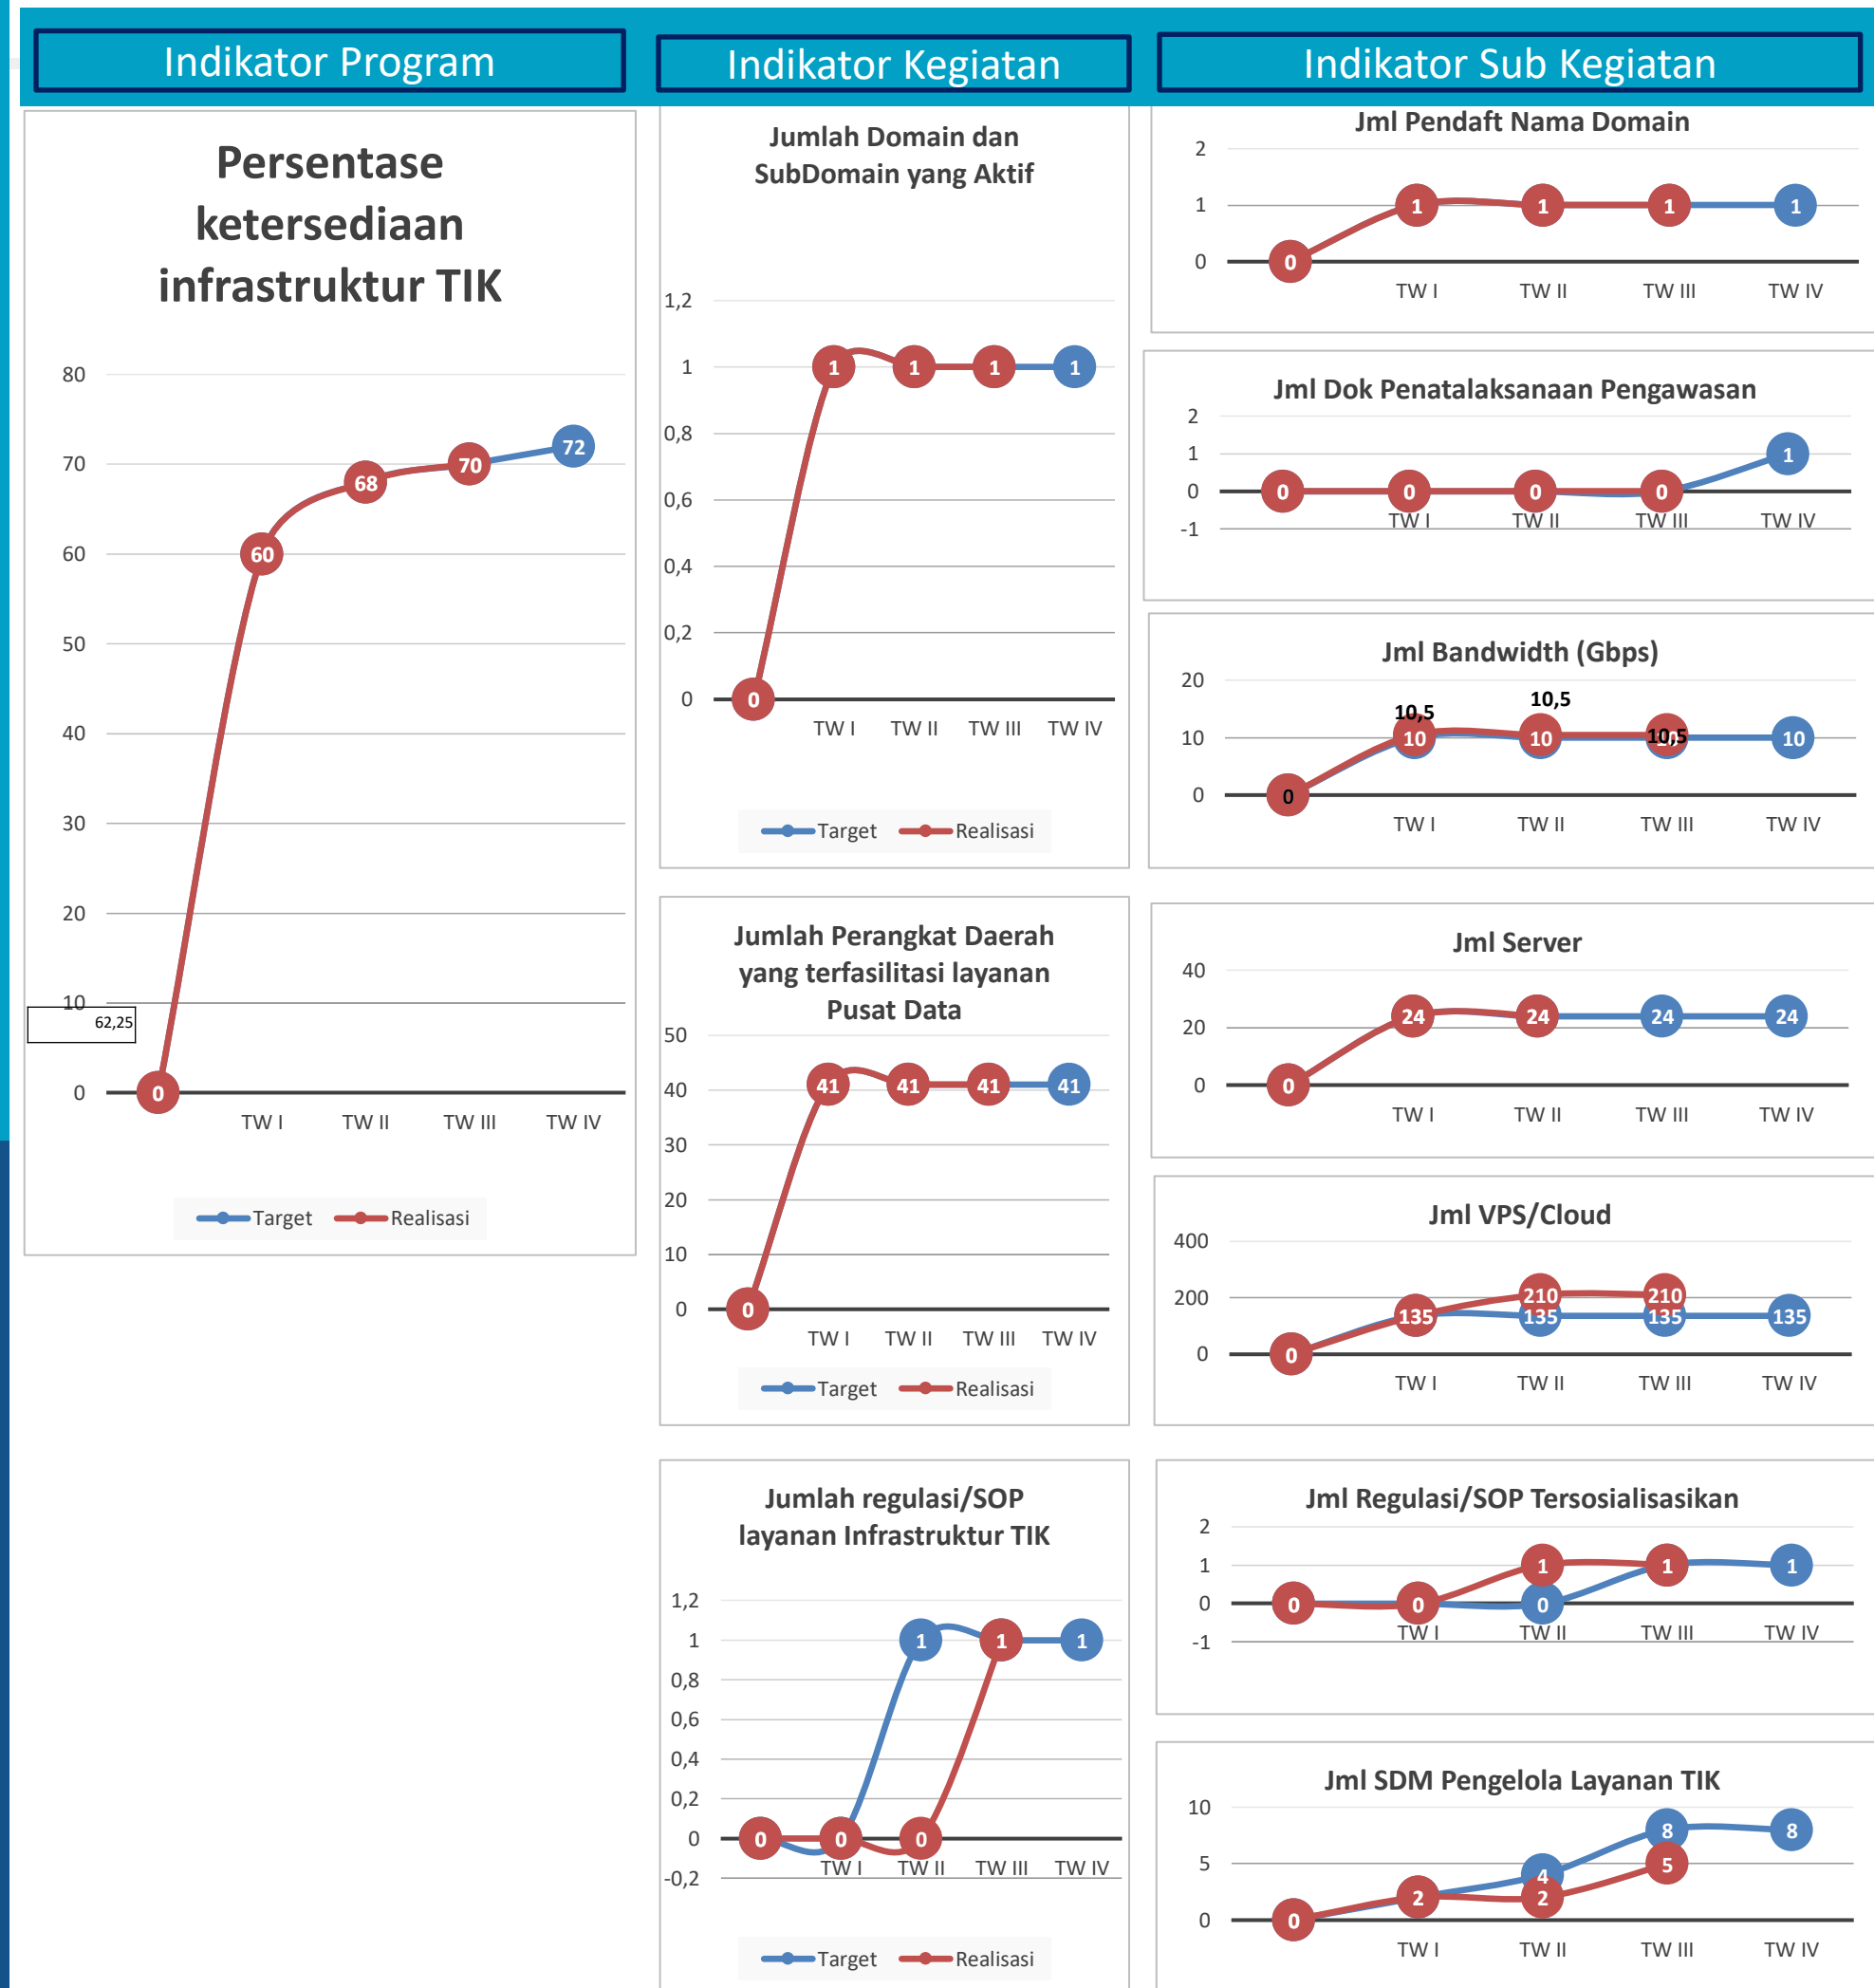 Indikator Program
Indikator Kegiatan
Indikator Sub Kegiatan
Persentase
ketersediaan
infrastruktur TIK
80
70
60
50
40
30
20
10
0
62,25
0
60
68
70
72
TW I TW II TW III TW IV
Target Realisasi
Jumlah Domain dan
SubDomain yang Aktif
1,2
1
0,8
0,6
0,4
0,2
0
0
1
1
1
1
TW I TW II TW III TW IV
Target Realisasi
Jumlah Perangkat Daerah
yang terfasilitasi layanan
Pusat Data
50
40
30
20
10
0
0
41
41
41
41
TW I TW II TW III TW IV
Target Realisasi
Jumlah regulasi/SOP
layanan Infrastruktur TIK
1,2
1
0,8
0,6
0,4
0,2
0
-0,2
1 1 1
0 0 0
TW I TW II TW III TW IV
Target Realisasi
Jml Pendaft Nama Domain
2
1
0
0
1 1 1 1
TW I TW II TW III TW IV
Jml Dok Penatalaksanaan Pengawasan
2
1
0
-1
0 0 0 0
1
TW I TW II TW III TW IV
Jml Bandwidth (Gbps)
20
10
0
10,5 10,5 10,5
0 10 10 10 10
TW I TW II TW III TW IV
Jml Server
40
20
0
0 24 24 24 24
TW I TW II TW III TW IV
Jml VPS/Cloud
400
200
0
210 210
0 135 135 135 135
TW I TW II TW III TW IV
Jml Regulasi/SOP Tersosialisasikan
2
1
0
-1
1 1 1
0 0 0
TW I TW II TW III TW IV
Jml SDM Pengelola Layanan TIK
10
5
0
4 8 8
0 2 2 5
TW I TW II TW III TW IV